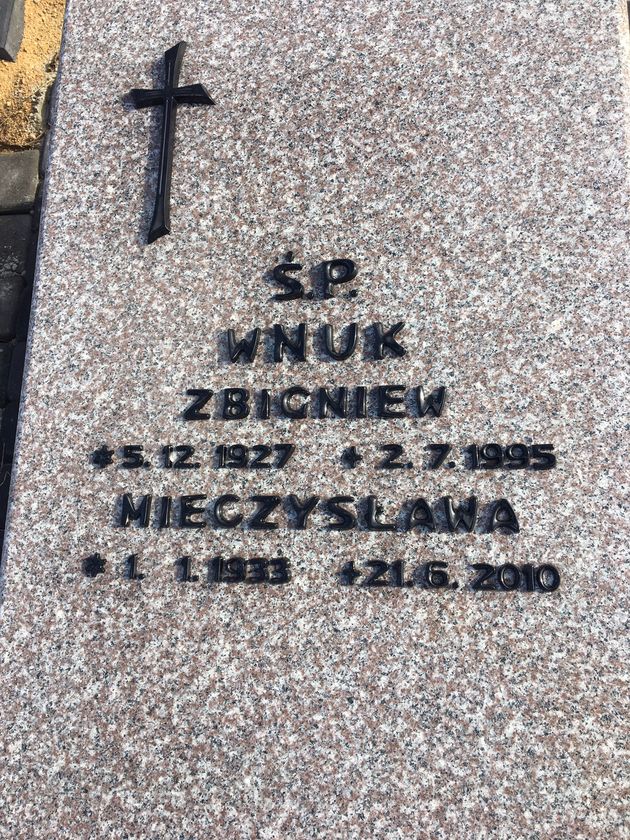 Ś.P.
WNUK
ZBIGNIEW
* 5. 12. 1927 + 2. 7. 1995
MIECZYSŁAWA
* 1. 1. 1933 + 21. 6. 2010